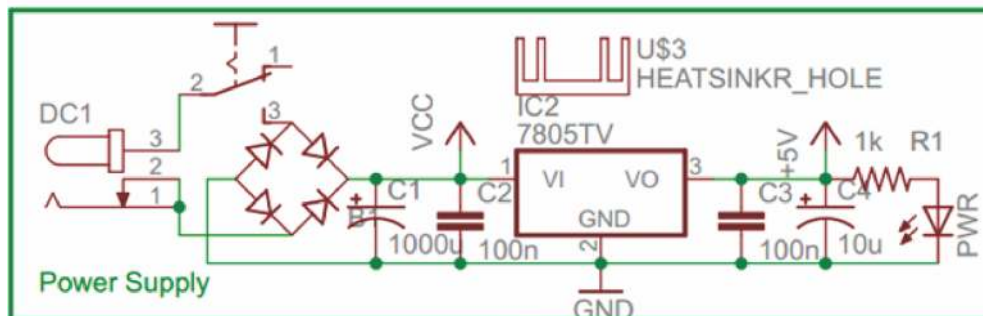 DC1
3
2
1
2
1
3
B1
VCC
C1
1000u
C2
100n
U$3
HEATSINKR_HOLE
IC2
7805TV
1
VI
VO
3
GND
2
GND
+5V
C3
100n
C4
10u
1k
R1
PWR
Power Supply